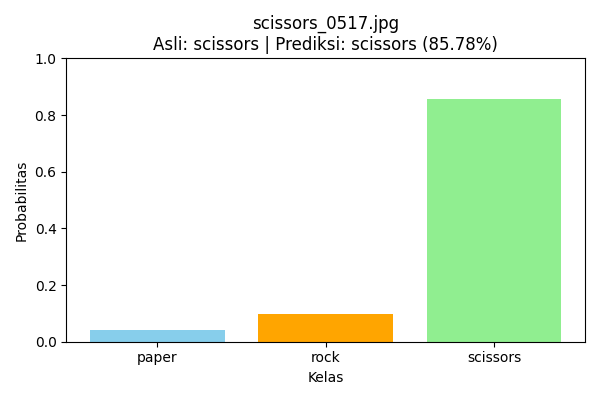 scissors_0517.jpg
Asli: scissors | Prediksi: scissors (85.78%)
1.0
0.8
0.6
0.4
0.2
0.0
Probabilitas
paper
rock
scissors
Kelas